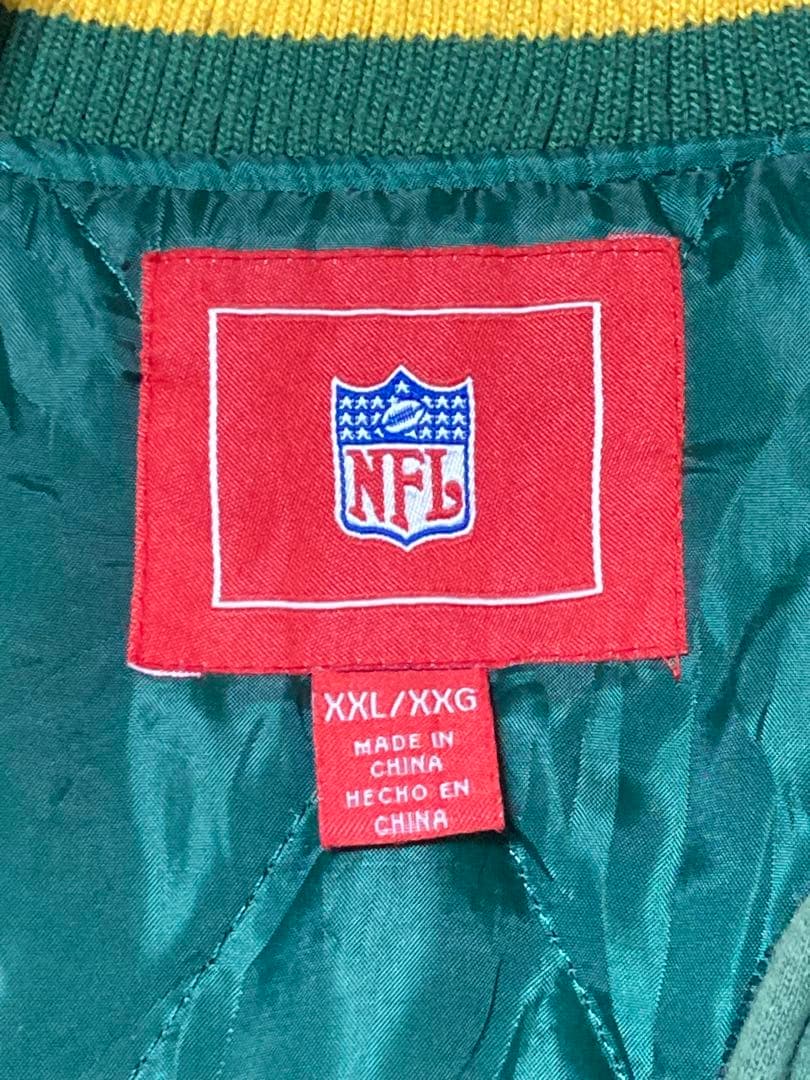 NFL
XXL/XXG
MADE IN
CHINA
HECHO EN
CHINA